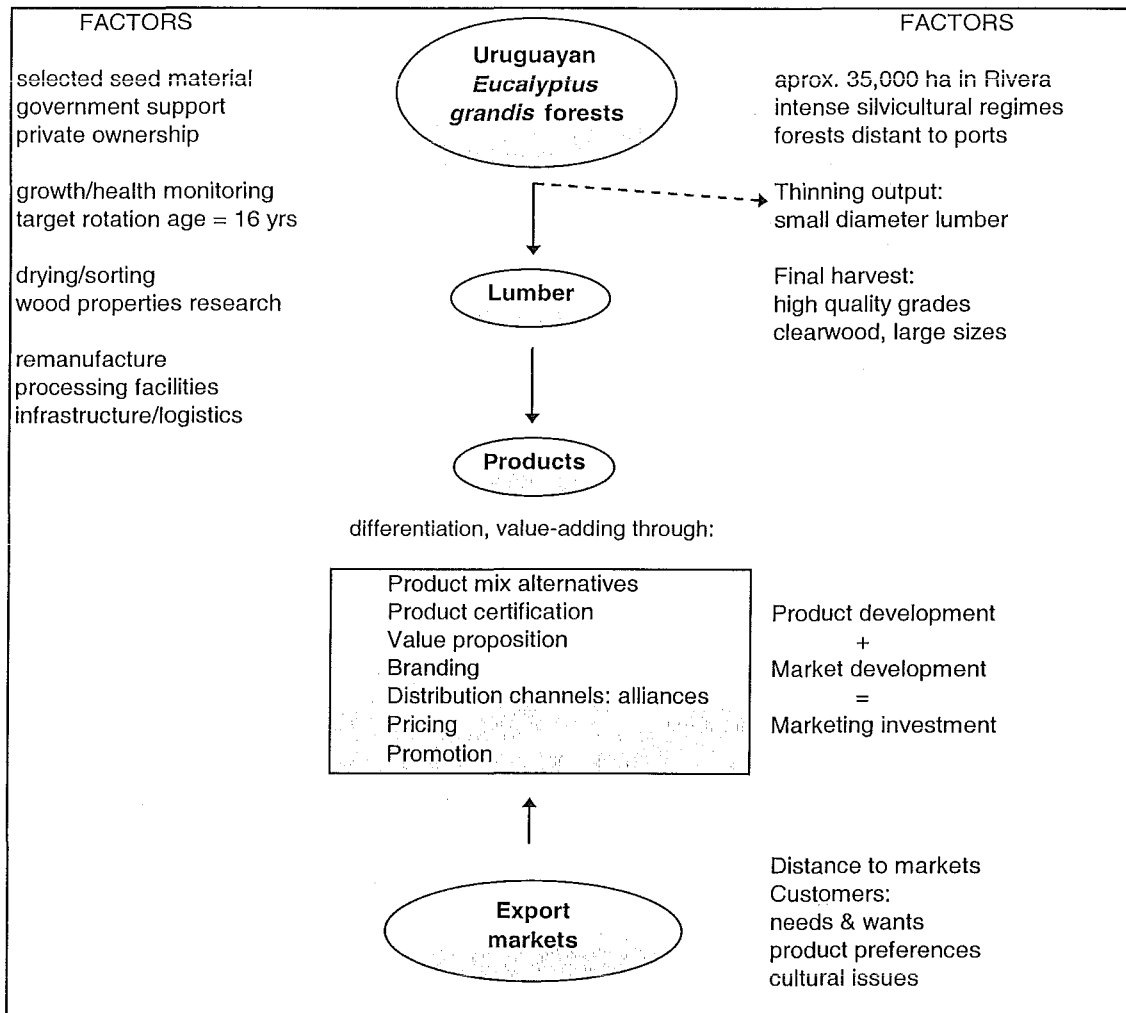 FACTORS
selected seed material
government support
private ownership
growth/health monitoring
target rotation age = 16 yrs
drying/sorting
wood properties research
remanufacture
processing facilities
infrastructure/logistics
Uruguayan
Eucalyptus
grandis forests
Lumber
Products
differentiation, value-adding through:
Product mix alternatives
Product certification
Value proposition
Branding
Distribution channels: alliances
Pricing
Promotion
Export
markets
FACTORS
aprox. 35,000 ha in Rivera
intense silvicultural regimes
forests distant to ports
Thinning output:
small diameter lumber
Final harvest:
high quality grades
clearwood, large sizes
Product development
+
Market development
=
Marketing investment
Distance to markets
Customers:
needs & wants
product preferences
cultural issues